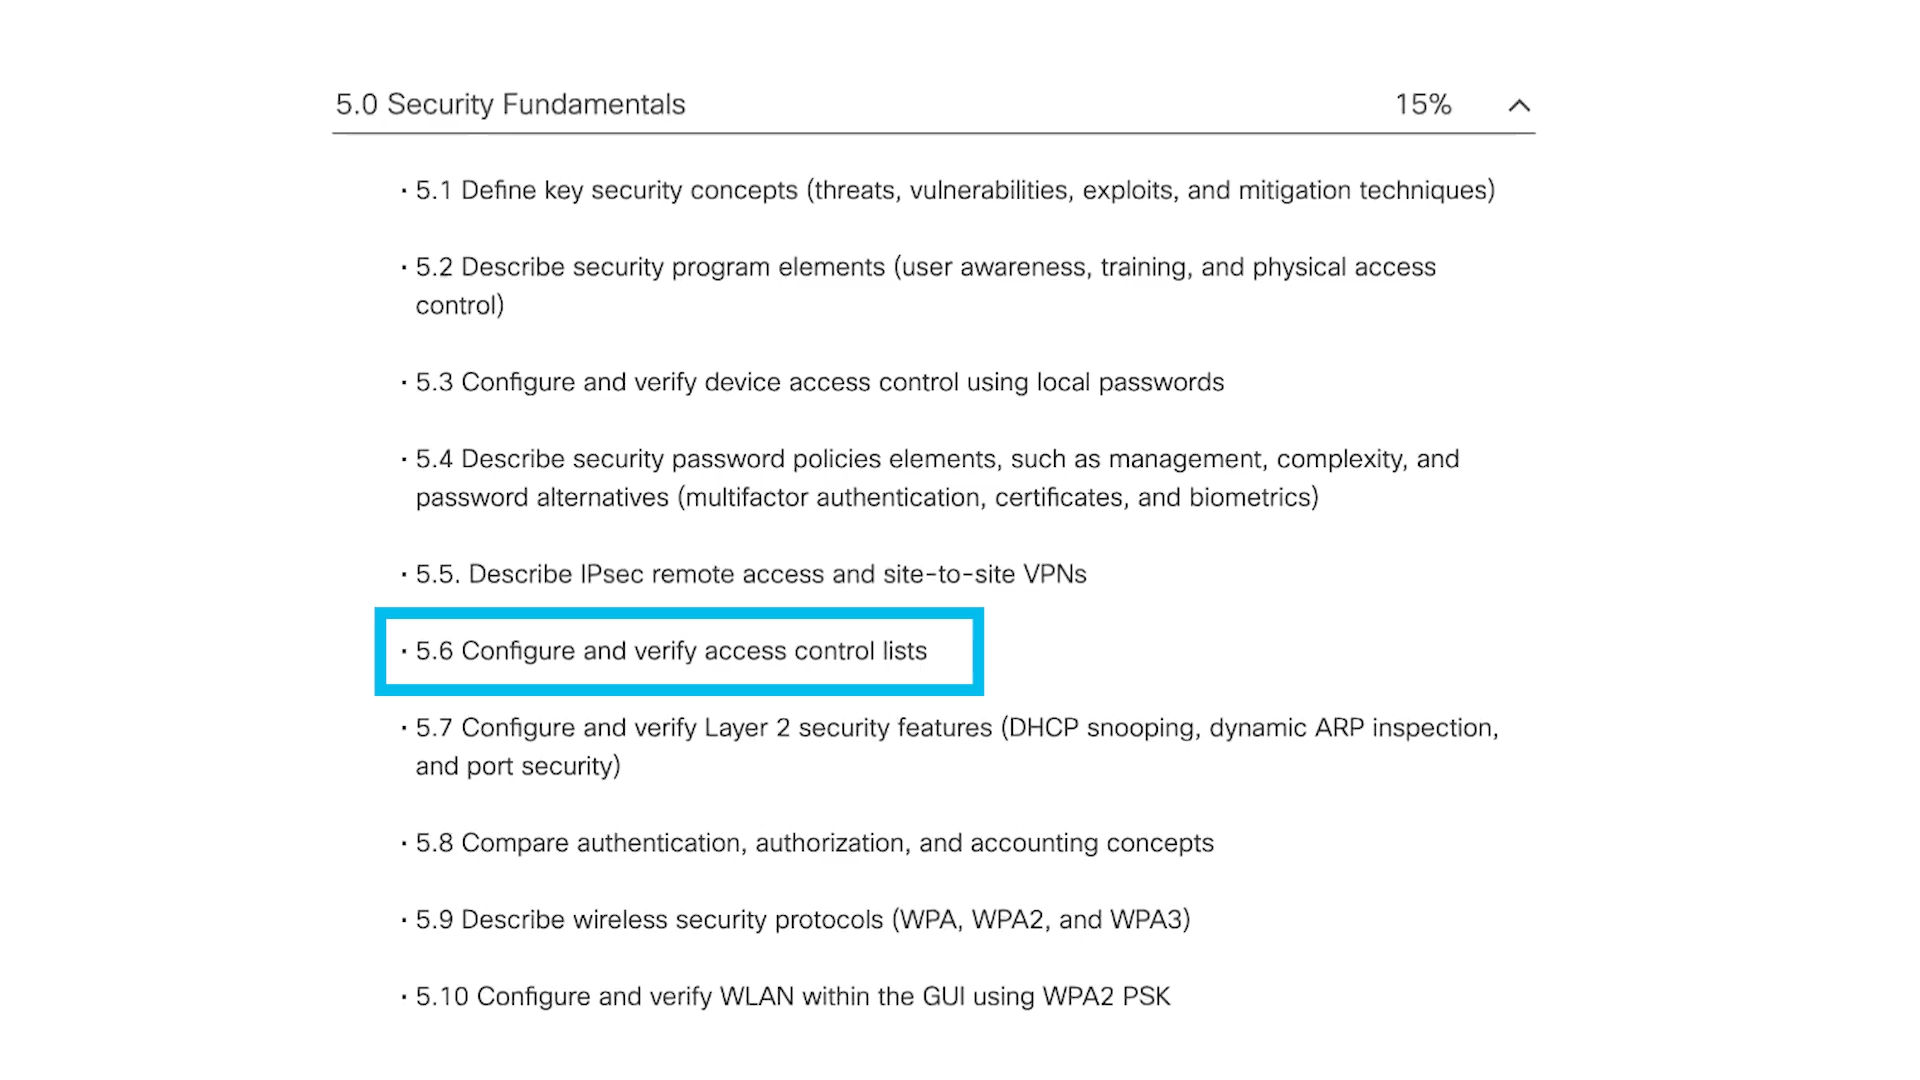 5.0 Security Fundamentals 15%
· 5.1 Define key security concepts (threats, vulnerabilities, exploits, and mitigation techniques)
· 5.2 Describe security program elements (user awareness, training, and physical access
control)
· 5.3 Configure and verify device access control using local passwords
· 5.4 Describe security password policies elements, such as management, complexity, and
password alternatives (multifactor authentication, certificates, and biometrics)
· 5.5. Describe IPsec remote access and site-to-site VPNs
· 5.6 Configure and verify access control lists
· 5.7 Configure and verify Layer 2 security features (DHCP snooping, dynamic ARP inspection,
and port security)
· 5.8 Compare authentication, authorization, and accounting concepts
· 5.9 Describe wireless security protocols (WPA, WPA2, and WPA3)
· 5.10 Configure and verify WLAN within the GUI using WPA2 PSK